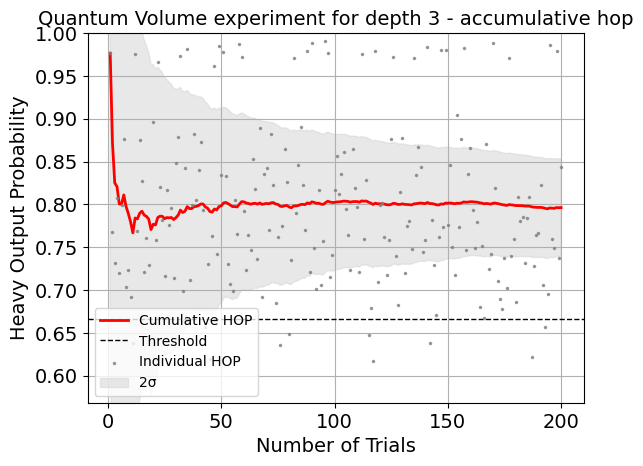 Quantum Volume experiment for depth 3 - accumulative hop
Heavy Output Probability
1.00
0.95
0.90
0.85
0.80
0.75
0.70
0.65
0.60
Cumulative HOP
Threshold
Individual HOP
2σ
0
50
100
150
200
Number of Trials